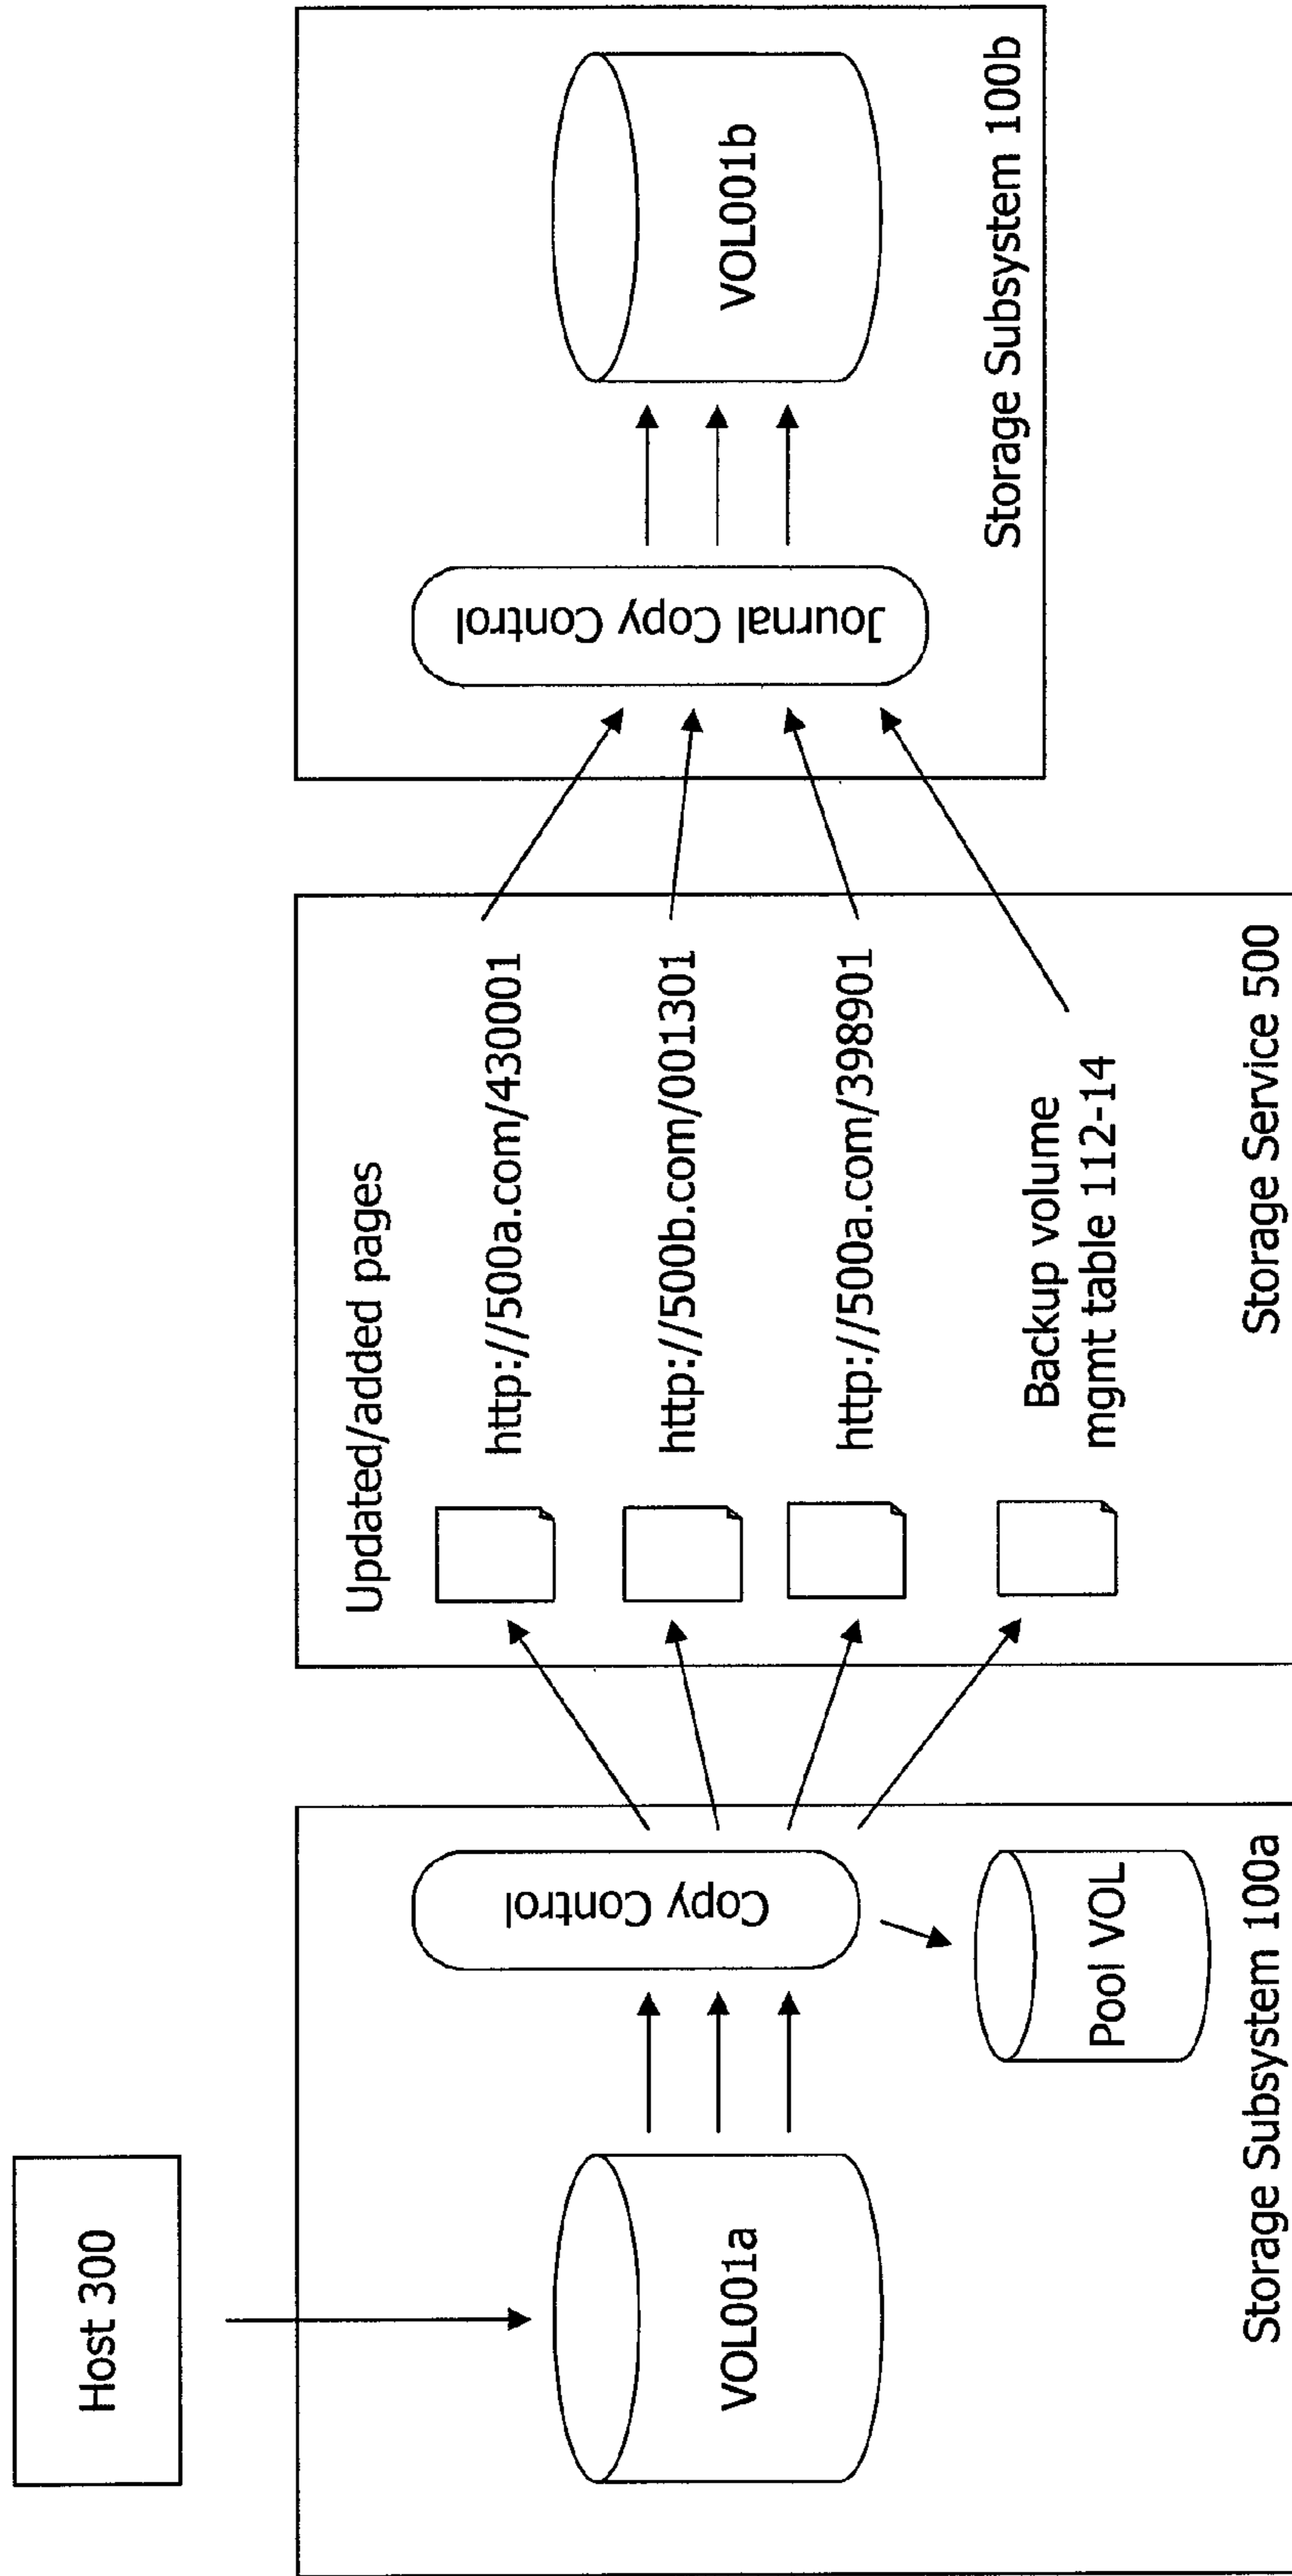 Host 300
VOL001a
Copy Control
Pool VOL
Storage Subsystem 100a
Updated/added pages
http://500a.com/430001
http://500b.com/001301
http://500a.com/398901
Backup volume
mgmt table 112-14
Storage Service 500
Journal Copy Control
VOL001b
Storage Subsystem 100b